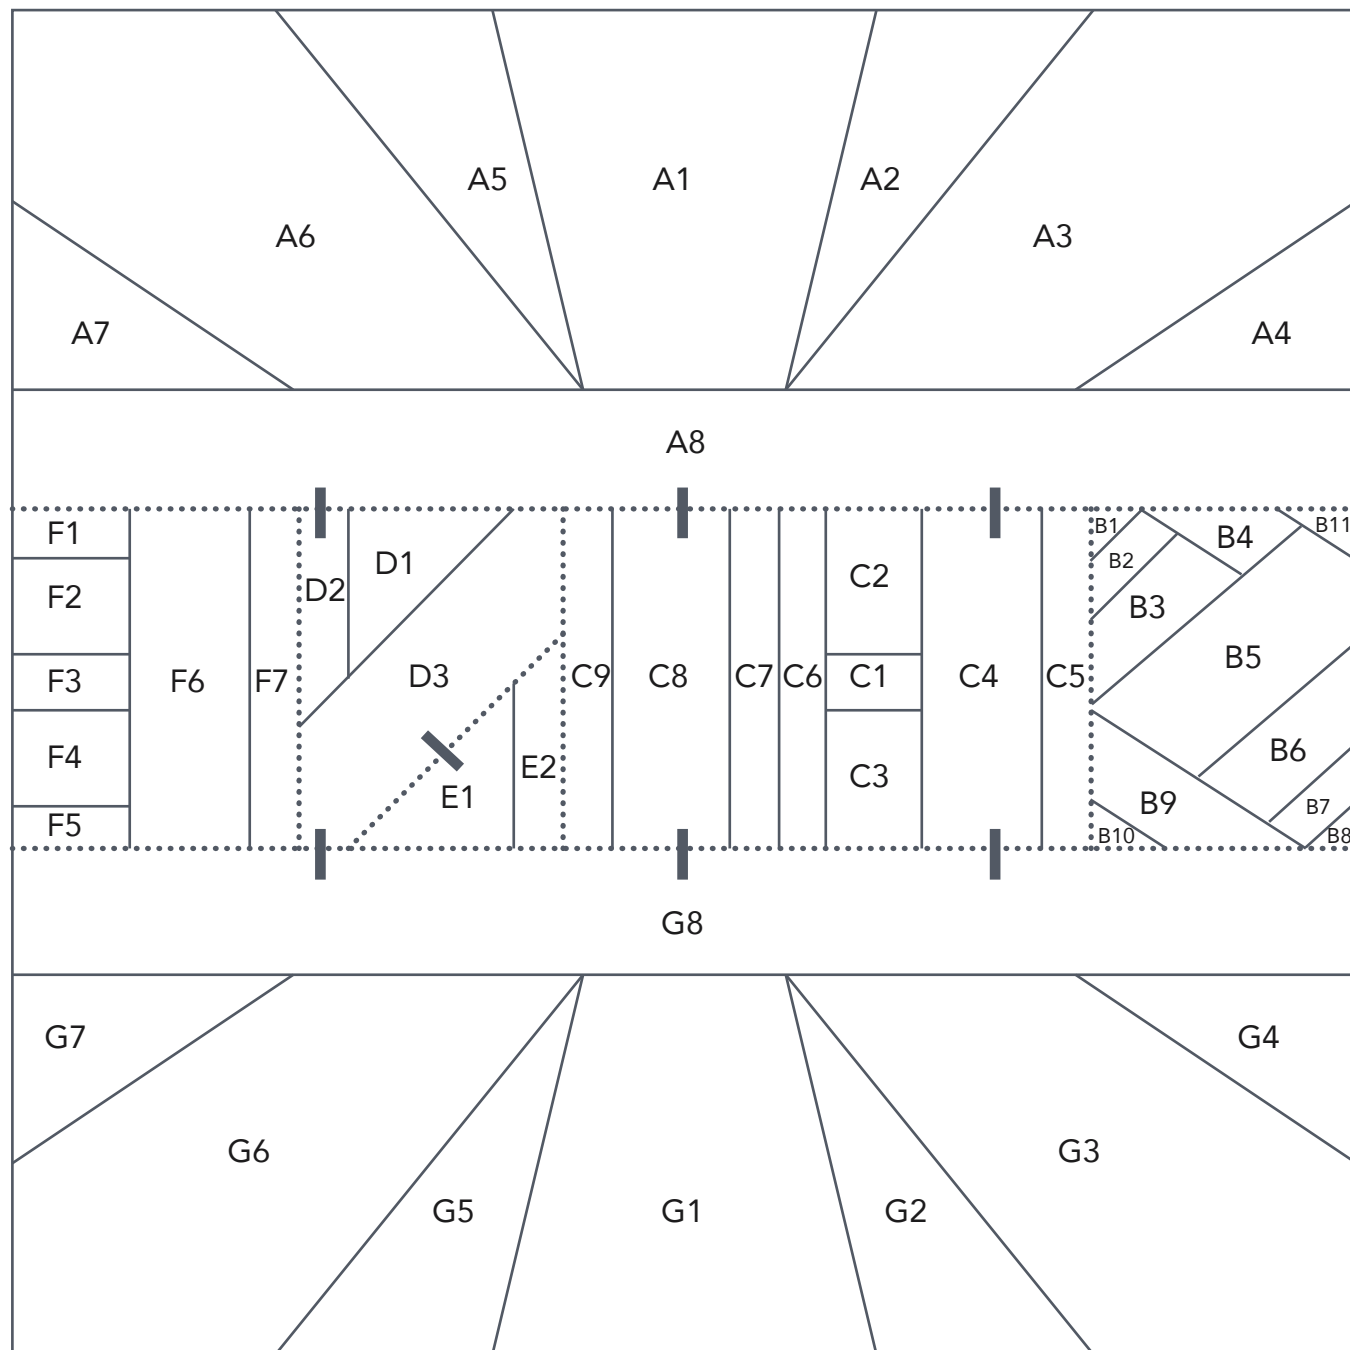 A5 A1 A2
A6 A3
A7 A4
A8
F1 B1 B4 B11
F2 D2 D1 C2 B2 B3
F3 F6 F7 D3 C9 C8 C7 C6 C1 C4 C5 B5
F4 E1 E2 C3 B9 B6
F5 B10 B7 B8
G8
G7 G4
G6 G3
G5 G1 G2